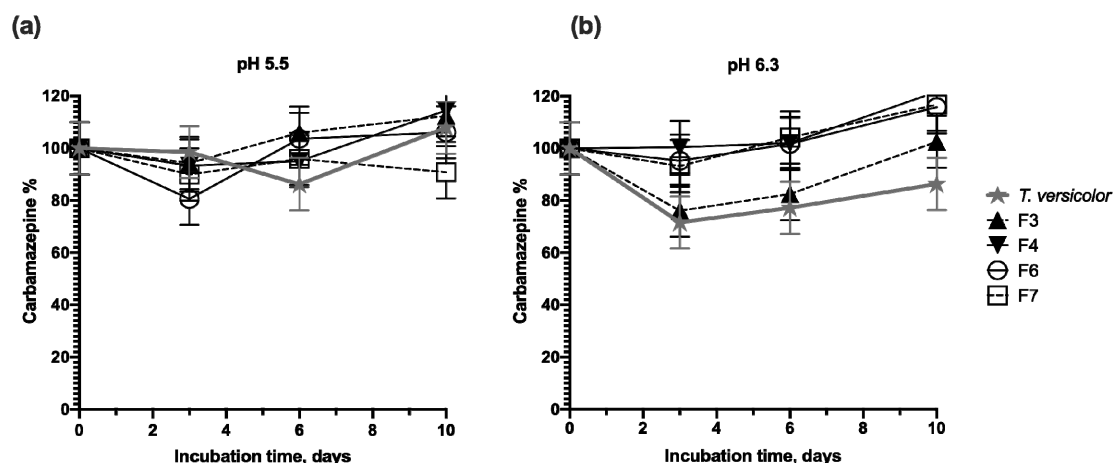 (a)
pH 5.5
Carbamazepine %
120
100
80
60
40
20
0
0 2 4 6 8 10
Incubation time, days
(b)
pH 6.3
Carbamazepine %
120
100
80
60
40
20
0
0 2 4 6 8 10
Incubation time, days
T. versicolor
F3
F4
F6
F7